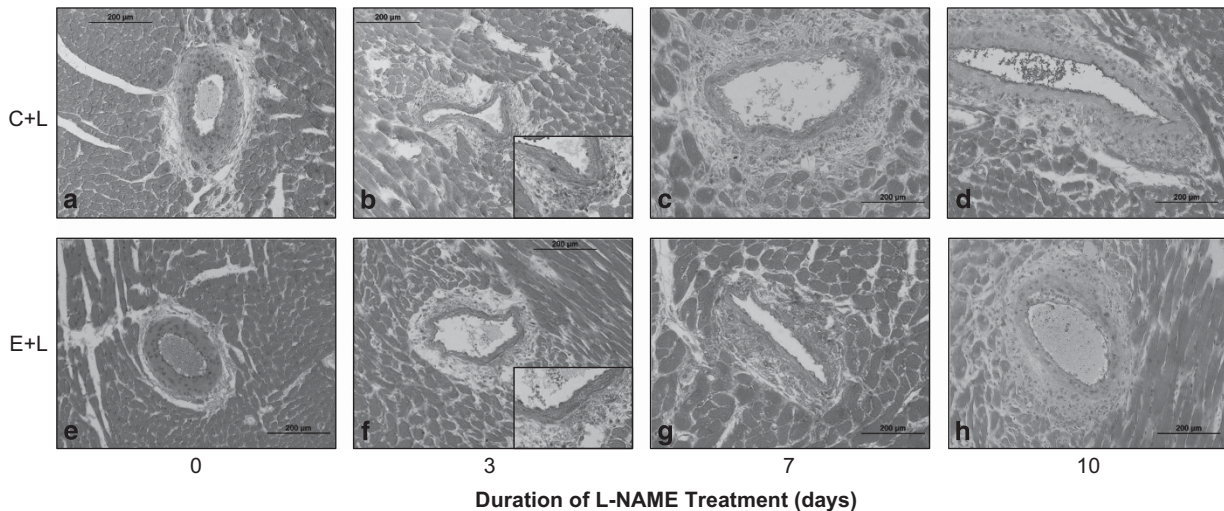 200 µm
200 µm
C+L
a
b
c
200 µm
d
200 µm
200 µm
E+L
e
200 µm
f
g
200 µm
h
200 µm
0
3
7
10
Duration of L-NAME Treatment (days)